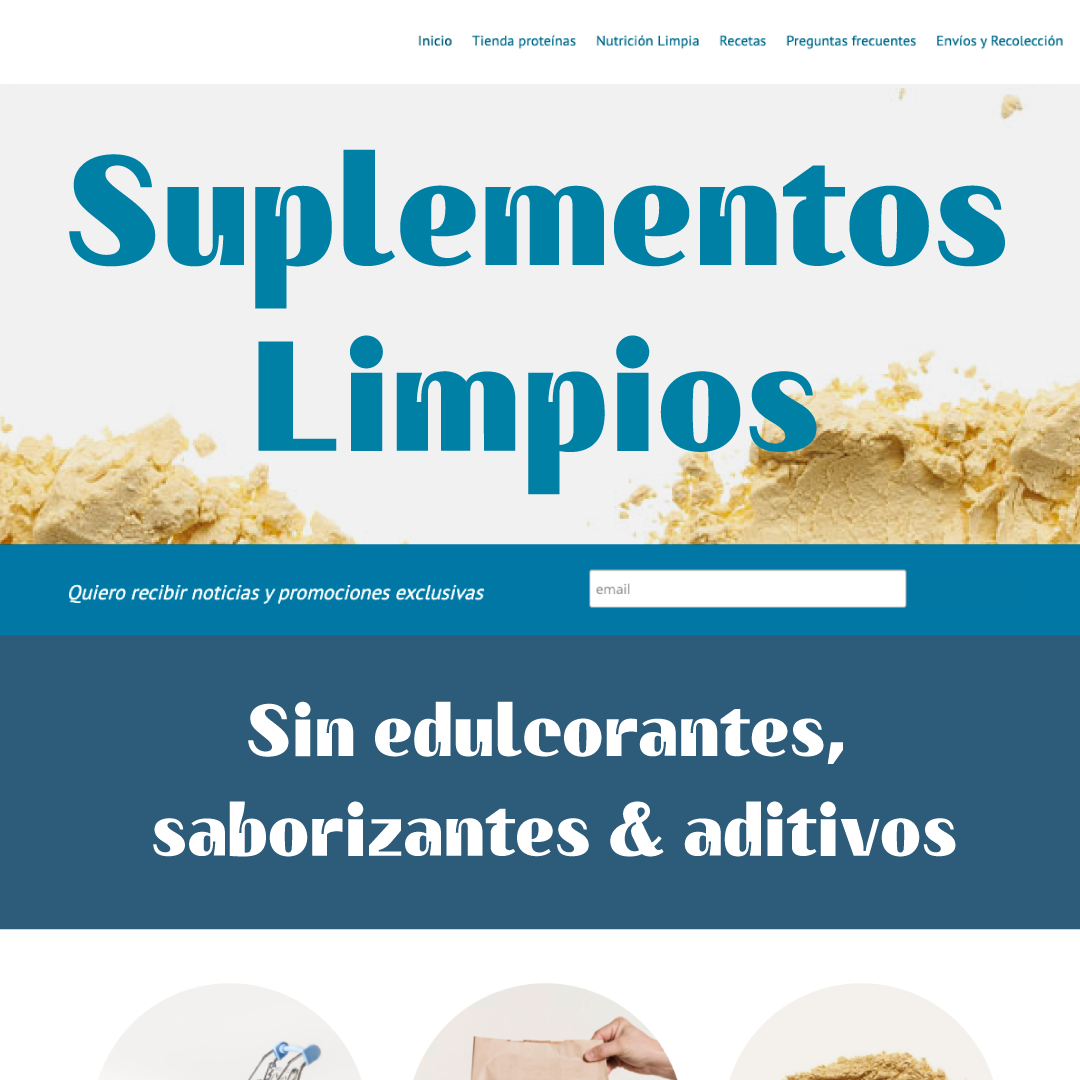 Inicio Tienda proteínas Nutrición Limpia Recetas Preguntas frecuentes Envíos y Recolección
Suplementos
Limpios
Quiero recibir noticias y promociones exclusivas
email
Sin edulcorantes,
saborizantes & aditivos